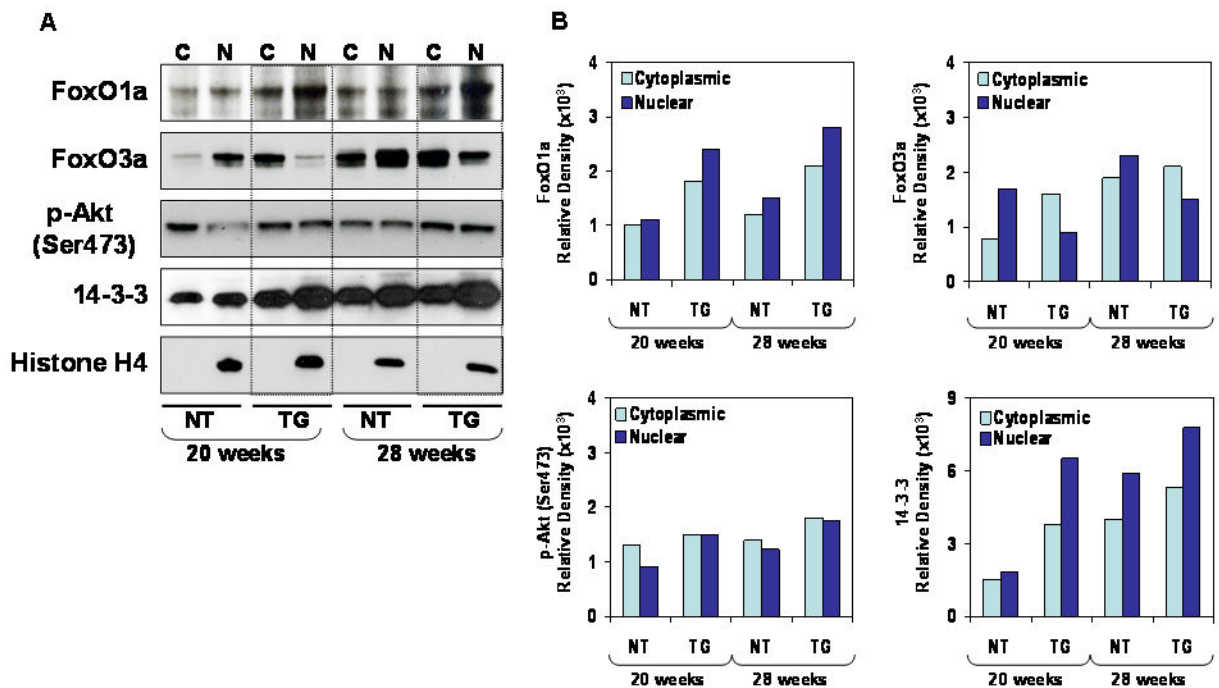 A
C N C N C N C N
FoxO1a
FoxO3a
p-Akt
(Ser473)
14-3-3
Histone H4
NT TG NT TG
20 weeks 28 weeks
B
FoxO1a
Relative Density (x10³)
4
3
2
1
0
Cytoplasmic
Nuclear
NT TG NT TG
20 weeks 28 weeks
FoxO3a
Relative Density (x10³)
4
3
2
1
0
Cytoplasmic
Nuclear
NT TG NT TG
20 weeks 28 weeks
p-Akt (Ser473)
Relative Density (x10³)
4
3
2
1
0
Cytoplasmic
Nuclear
NT TG NT TG
20 weeks 28 weeks
14-3-3
Relative Density (x10³)
9
6
3
0
Cytoplasmic
Nuclear
NT TG NT TG
20 weeks 28 weeks